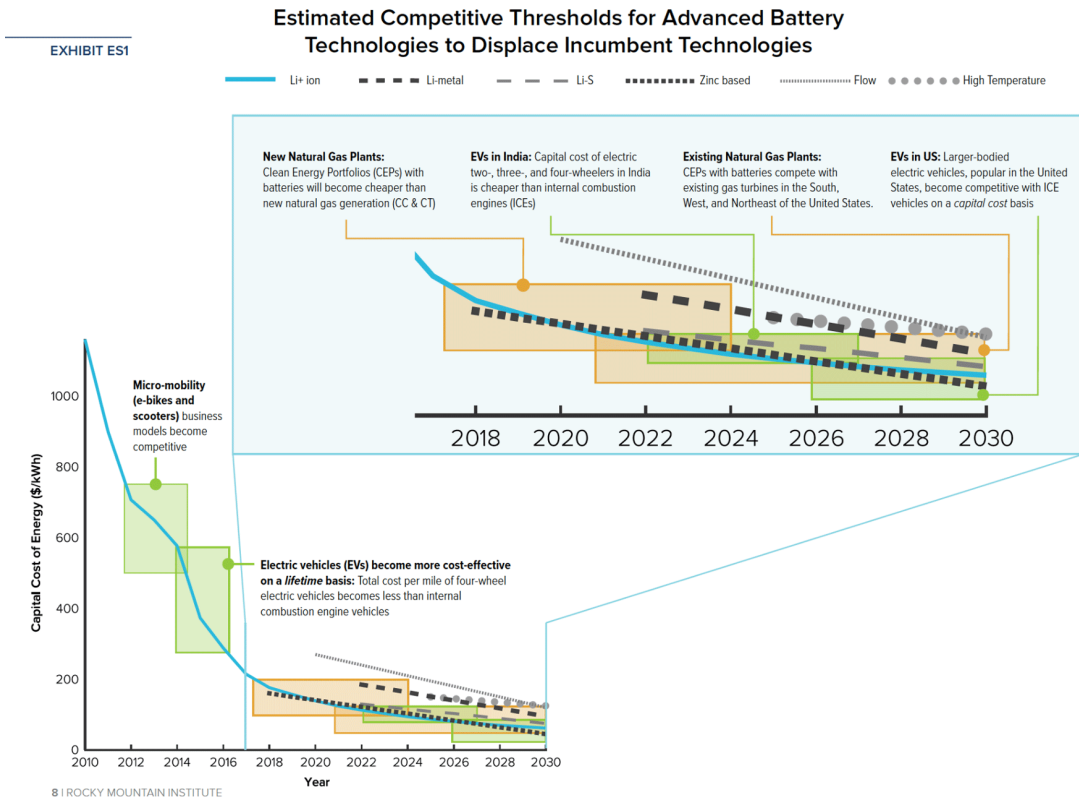 Estimated Competitive Thresholds for Advanced Battery
Technologies to Displace Incumbent Technologies
EXHIBIT ES1
Li+ ion
Li-metal
Li-S
Zinc based
Flow
High Temperature
New Natural Gas Plants:
Clean Energy Portfolios (CEPs) with
batteries will become cheaper than
new natural gas generation (CC & CT)
EVs in India: Capital cost of electric
two-, three-, and four-wheelers in India
is cheaper than internal combustion
engines (ICEs)
Existing Natural Gas Plants:
CEPs with batteries compete with
existing gas turbines in the South,
West, and Northeast of the United States.
EVs in US: Larger-bodied
electric vehicles, popular in the United
States, become competitive with ICE
vehicles on a capital cost basis
2018
2020
2022
2024
2026
2028
2030
Micro-mobility
(e-bikes and
scooters) business
models become
competitive
Electric vehicles (EVs) become more cost-effective
on a lifetime basis: Total cost per mile of four-wheel
electric vehicles becomes less than internal
combustion engine vehicles
Capital Cost of Energy ($/kWh)
1000
800
600
400
200
0
2010
2012
2014
2016
2018
2020
2022
2024
2026
2028
2030
Year
8 | ROCKY MOUNTAIN INSTITUTE